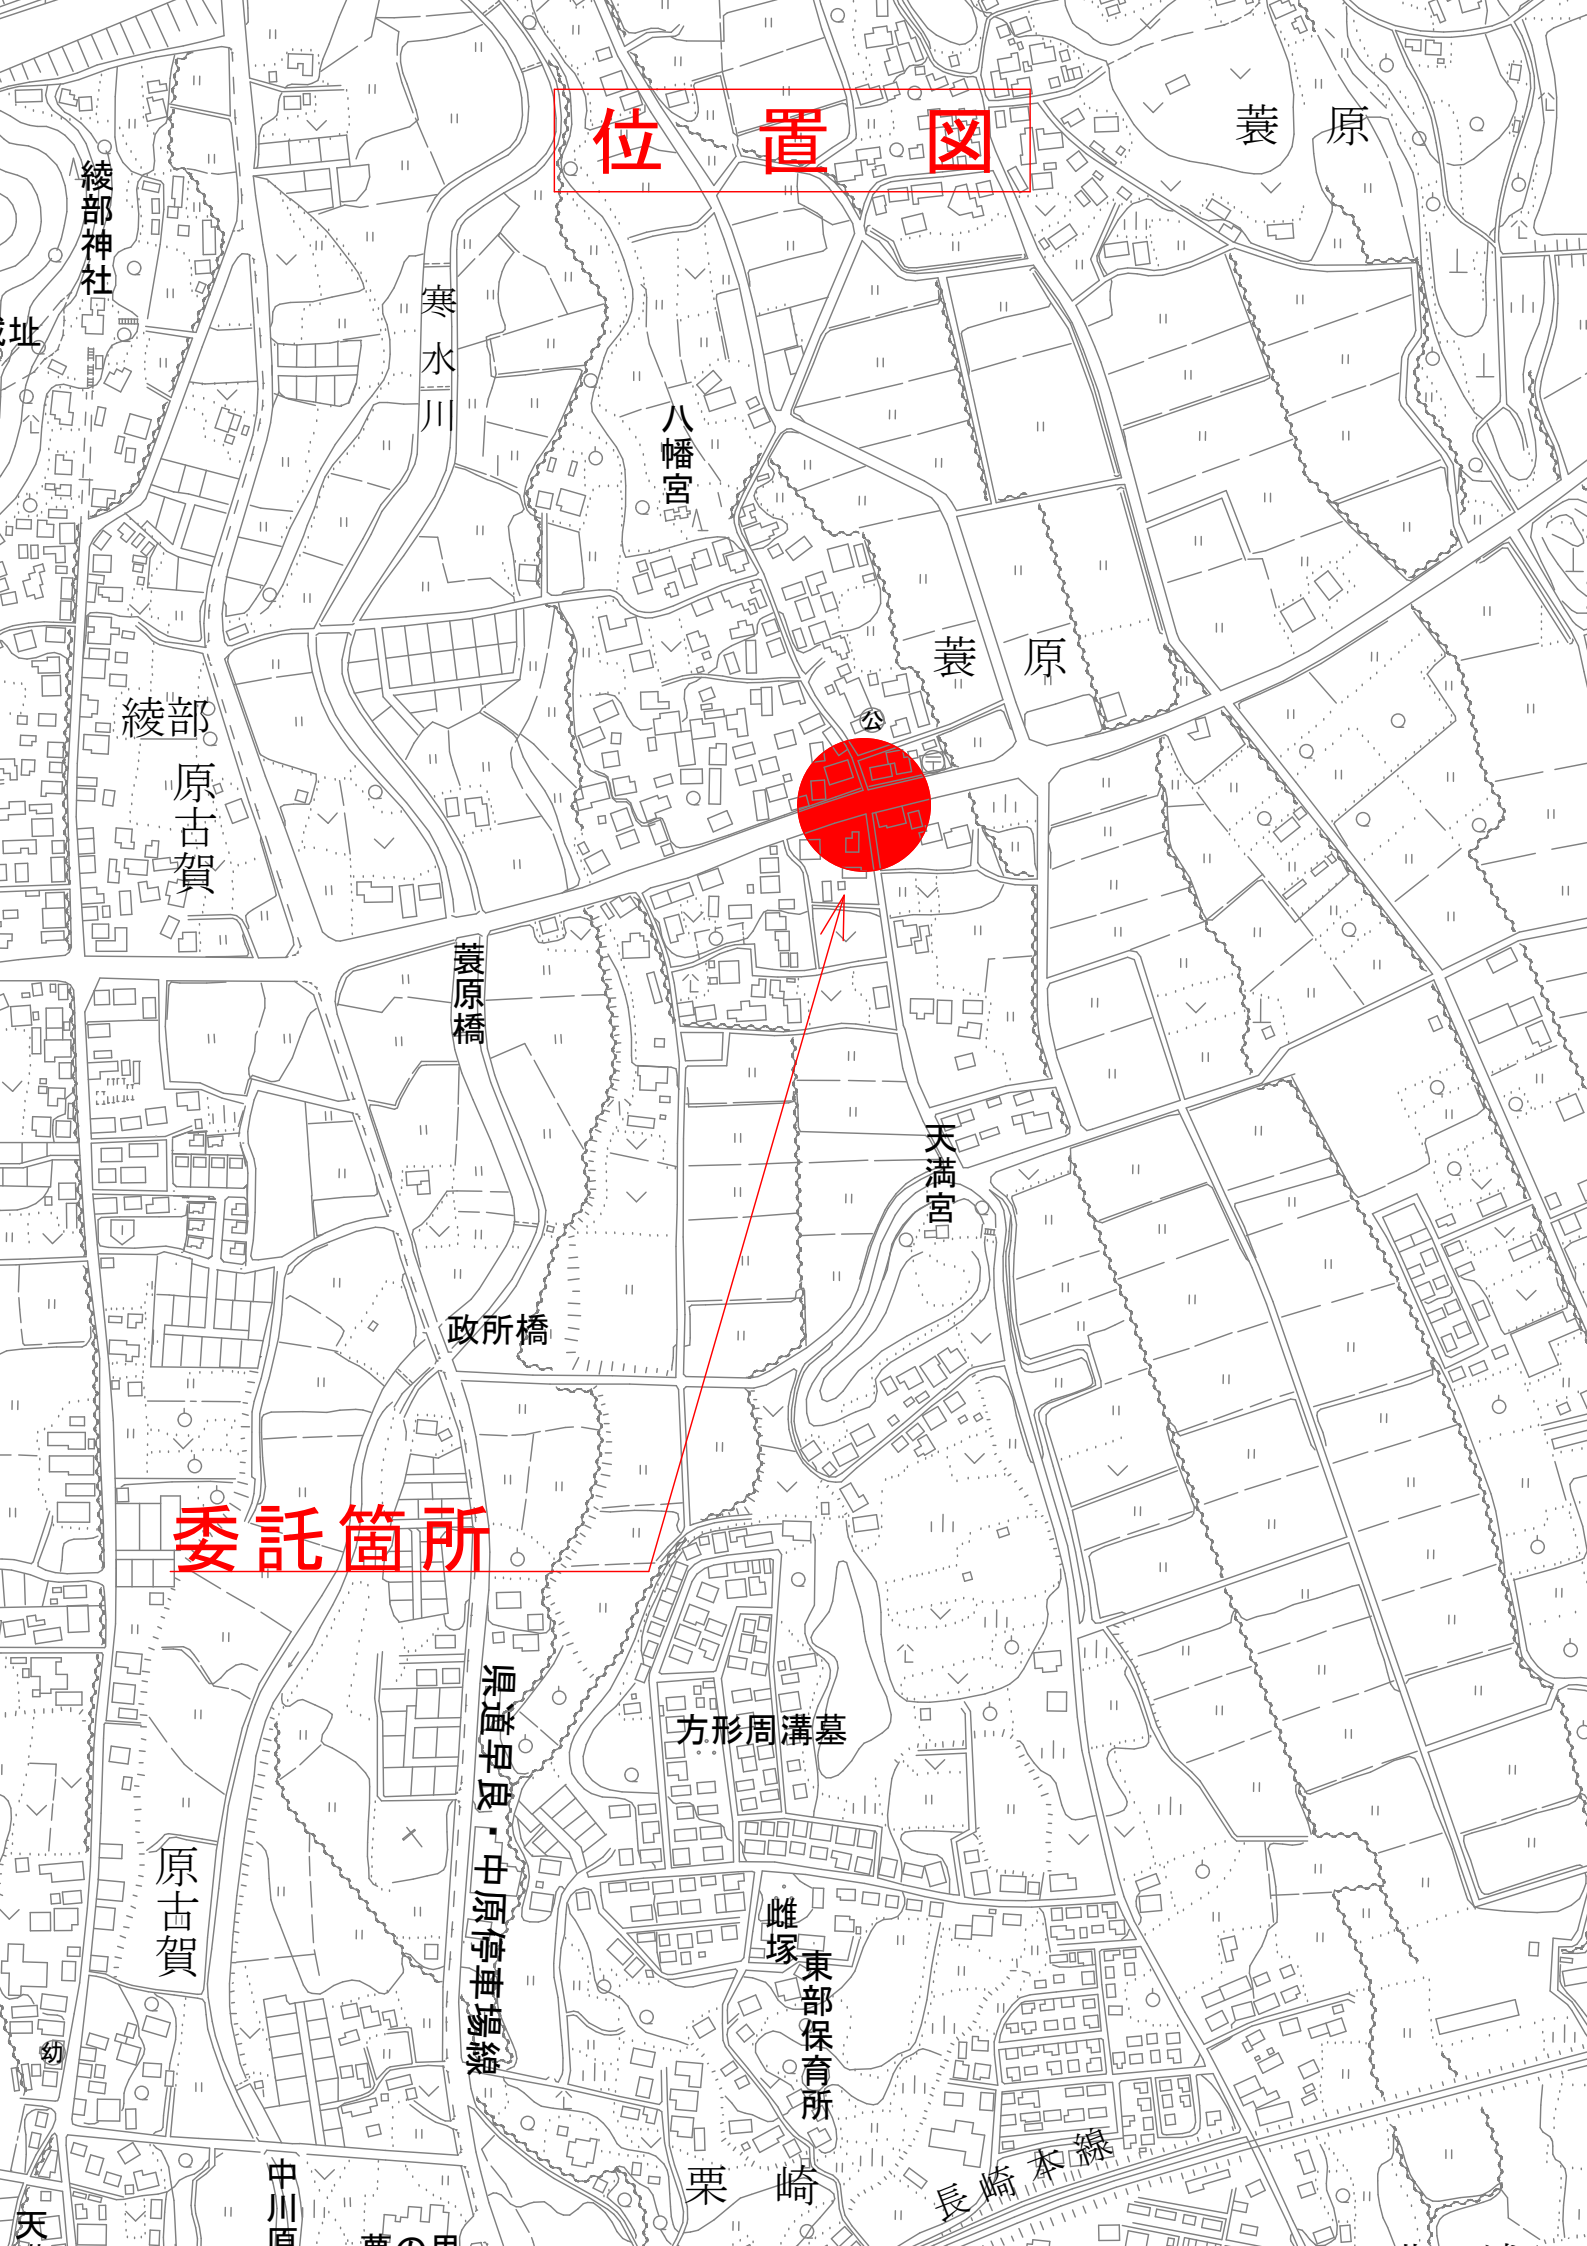 位置図
蓑原
綾部神社
址
寒水川
八幡宮
蓑原
公
綾部
原古賀
蓑原橋
天満宮
政所橋
委託箇所
県道早良・中原停車場線
方形周溝墓
原古賀
雌塚
東部保育所
幼
長崎本線
栗崎
中川原
天